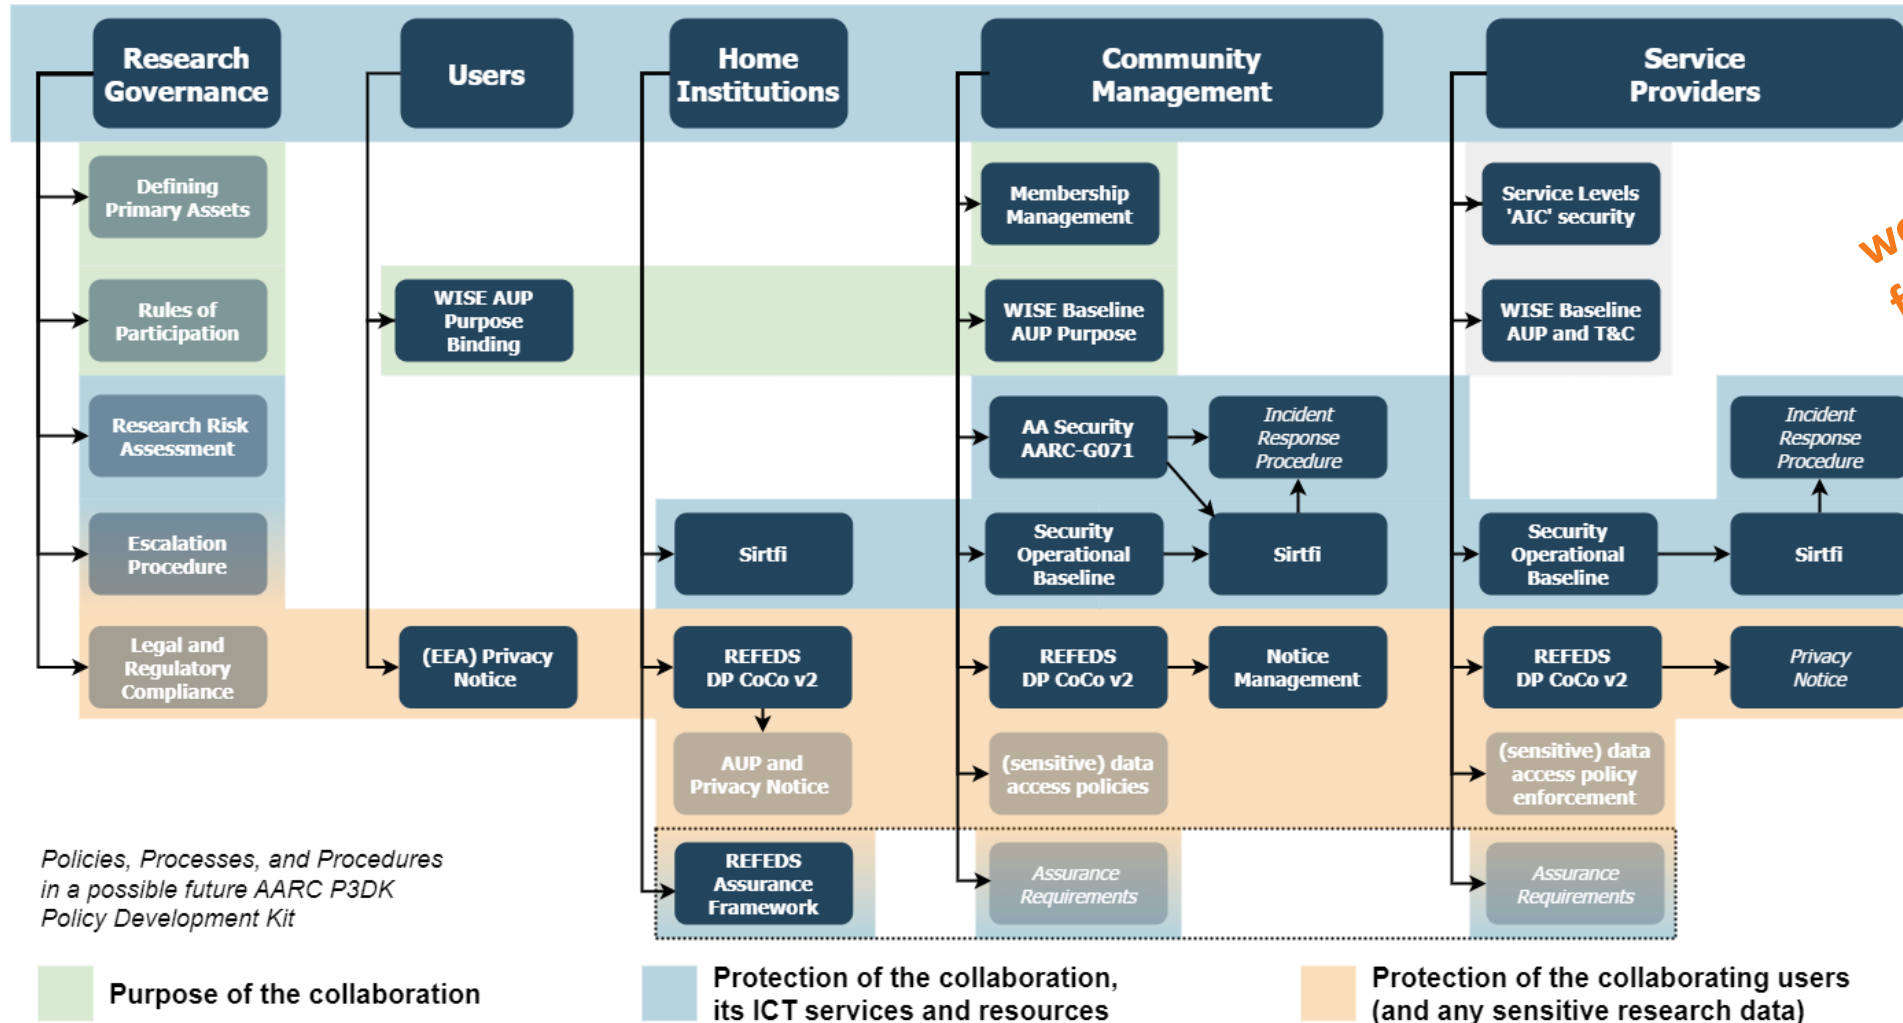 Research
Governance
Users
Home
Institutions
Community
Management
Service
Providers
Defining
Primary Assets
Membership
Management
Service Levels
'AIC' security
Rules of
Participation
WISE AUP
Purpose
Binding
WISE Baseline
AUP Purpose
WISE Baseline
AUP and T&C
Research Risk
Assessment
AA Security
AARC-G071
Incident
Response
Procedure
Incident
Response
Procedure
Escalation
Procedure
Sirtfi
Security
Operational
Baseline
Sirtfi
Security
Operational
Baseline
Sirtfi
Legal and
Regulatory
Compliance
(EEA) Privacy
Notice
REFEDS
DP CoCo v2
REFEDS
DP CoCo v2
Notice
Management
REFEDS
DP CoCo v2
Privacy
Notice
AUP and
Privacy Notice
(sensitive) data
access policies
(sensitive) data
access policy
enforcement
REFEDS
Assurance
Framework
Assurance
Requirements
Assurance
Requirements
Policies, Processes, and Procedures
in a possible future AARC P3DK
Policy Development Kit
Purpose of the collaboration
Protection of the collaboration,
its ICT services and resources
Protection of the collaborating users
(and any sensitive research data)